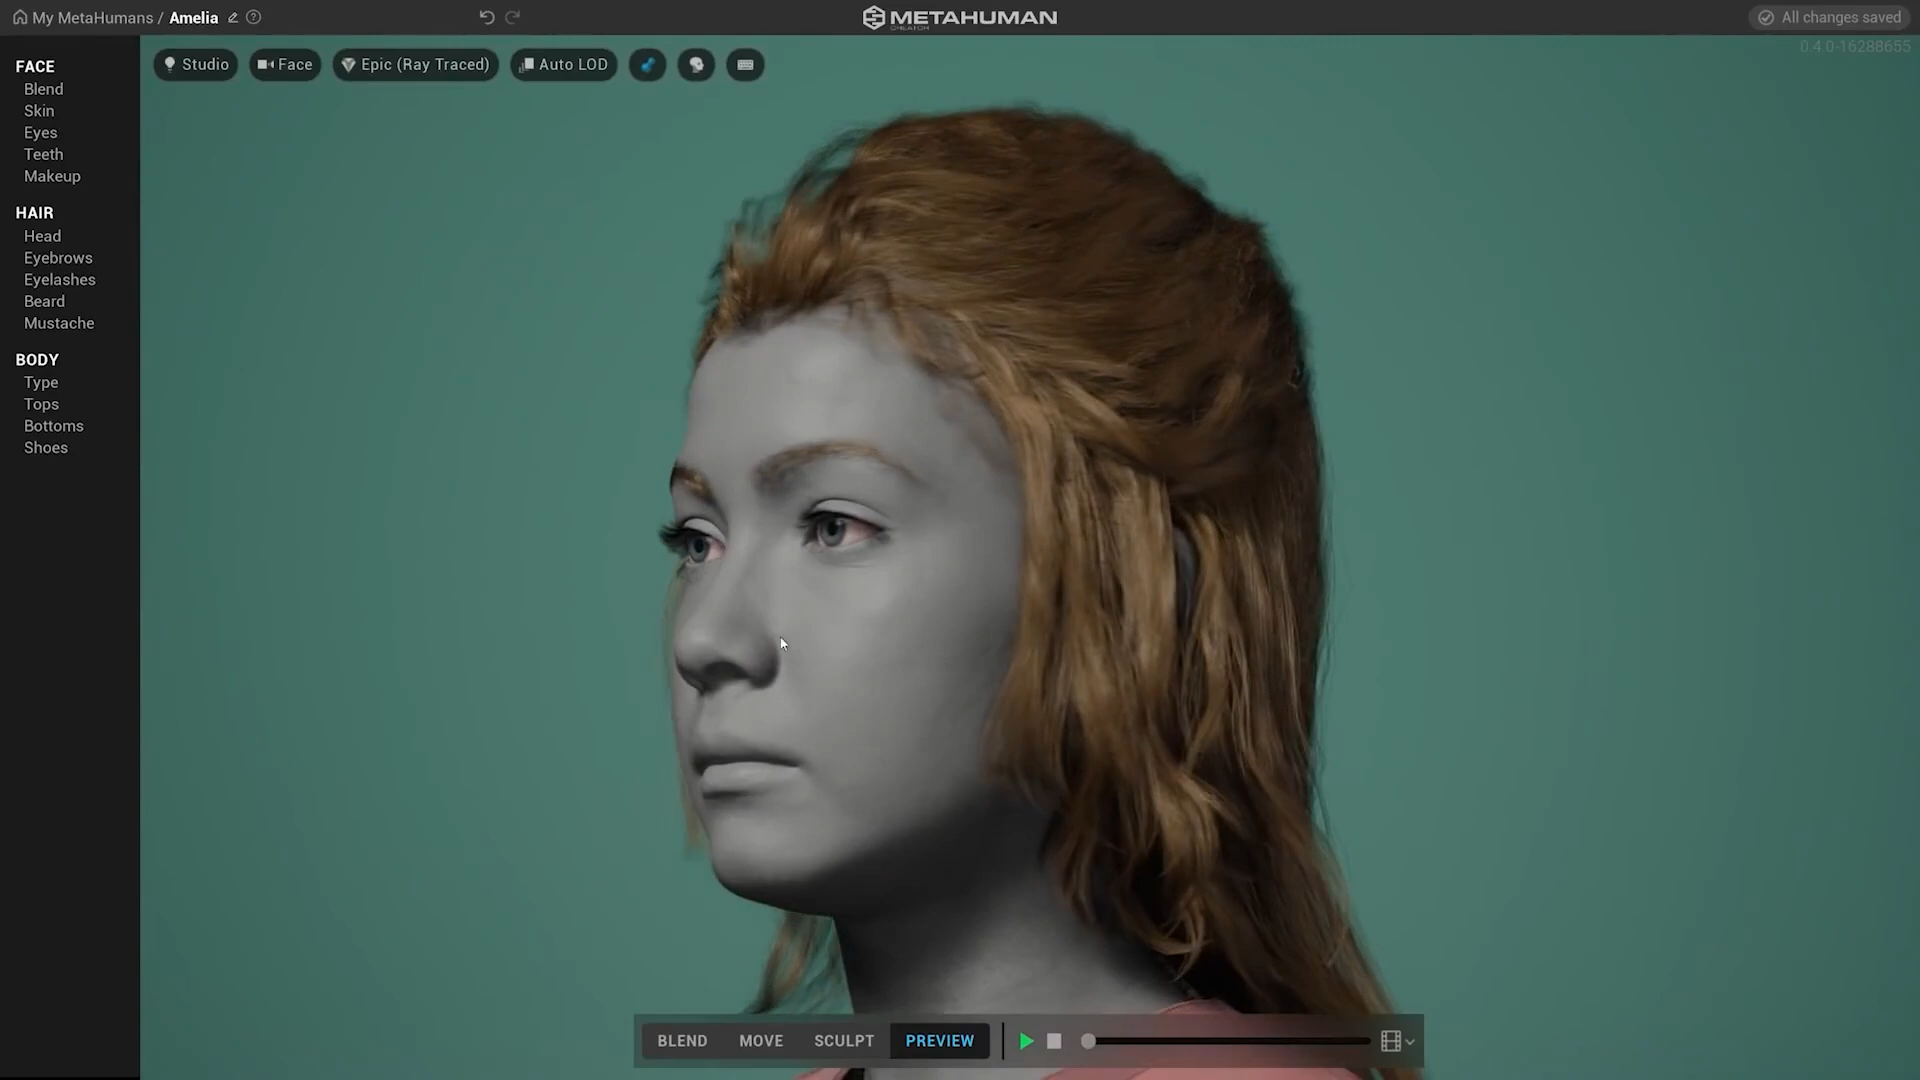 My MetaHumans / Amelia
METAHUMAN
CREATOR
All changes saved
0.4.0-16288655
Studio
Face
Epic (Ray Traced)
Auto LOD
FACE
Blend
Skin
Eyes
Teeth
Makeup
HAIR
Head
Eyebrows
Eyelashes
Beard
Mustache
BODY
Type
Tops
Bottoms
Shoes
BLEND
MOVE
SCULPT
PREVIEW